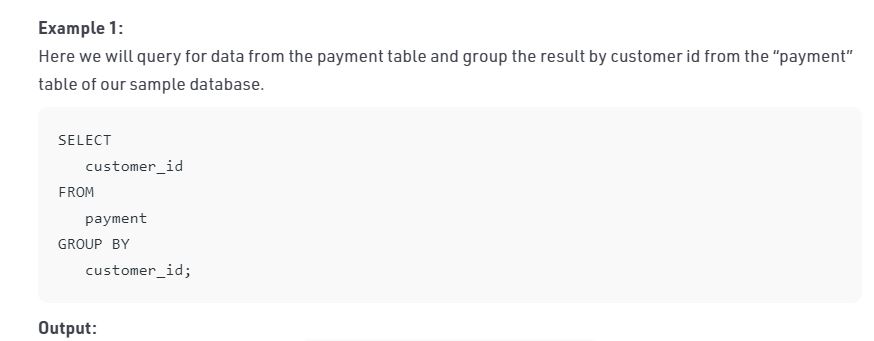 Example 1:
Here we will query for data from the payment table and group the result by customer id from the “payment”
table of our sample database.
SELECT
customer_id
FROM
payment
GROUP BY
customer_id;
Output: